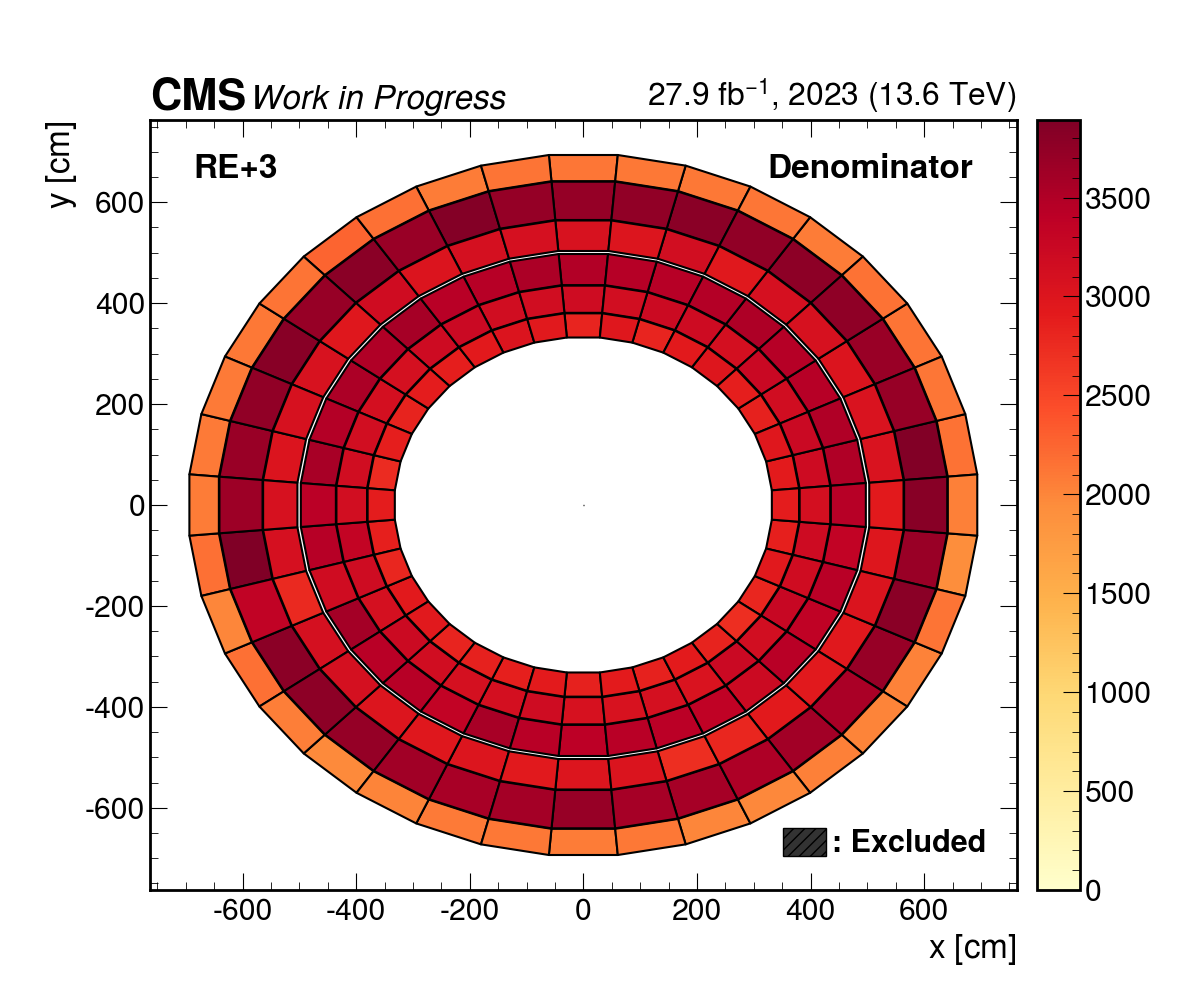 CMS Work in Progress 27.9 fb⁻¹, 2023 (13.6 TeV)
y [cm]
RE+3 Denominator
600
400
200
0
-200
-400
-600
-600 -400 -200 0 200 400 600
x [cm]
: Excluded
3500
3000
2500
2000
1500
1000
500
0